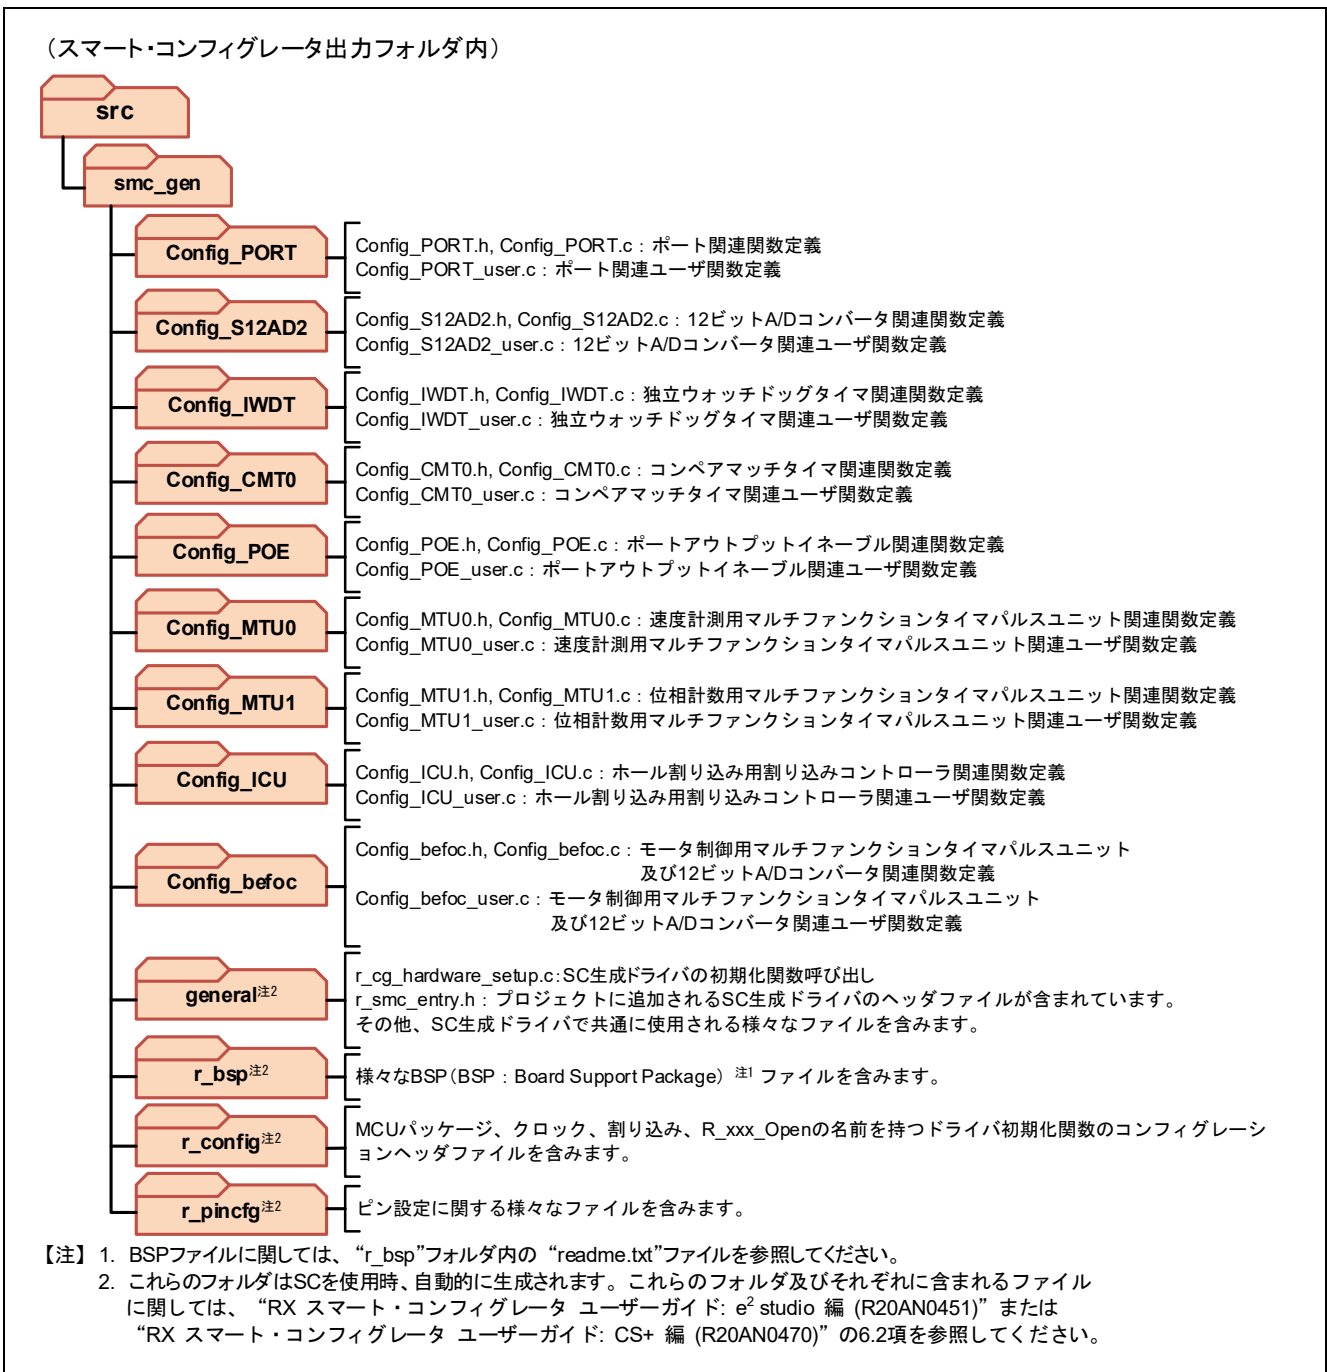 （スマート・コンフィグレータ出力フォルダ内）
src
smc_gen
Config_PORT
Config_PORT.h, Config_PORT.c：ポート関連関数定義
Config_PORT_user.c：ポート関連ユーザ関数定義
Config_S12AD2
Config_S12AD2.h, Config_S12AD2.c：12ビットA/Dコンバータ関連関数定義
Config_S12AD2_user.c：12ビットA/Dコンバータ関連ユーザ関数定義
Config_IWDT
Config_IWDT.h, Config_IWDT.c：独立ウォッチドッグタイマ関連関数定義
Config_IWDT_user.c：独立ウォッチドッグタイマ関連ユーザ関数定義
Config_CMT0
Config_CMT0.h, Config_CMT0.c：コンペアマッチタイマ関連関数定義
Config_CMT0_user.c：コンペアマッチタイマ関連ユーザ関数定義
Config_POE
Config_POE.h, Config_POE.c：ポートアウトプットイネーブル関連関数定義
Config_POE_user.c：ポートアウトプットイネーブル関連ユーザ関数定義
Config_MTU0
Config_MTU0.h, Config_MTU0.c：速度計測用マルチファンクションタイマパルスユニット関連関数定義
Config_MTU0_user.c：速度計測用マルチファンクションタイマパルスユニット関連ユーザ関数定義
Config_MTU1
Config_MTU1.h, Config_MTU1.c：位相計数用マルチファンクションタイマパルスユニット関連関数定義
Config_MTU1_user.c：位相計数用マルチファンクションタイマパルスユニット関連ユーザ関数定義
Config_ICU
Config_ICU.h, Config_ICU.c：ホール割り込み用割り込みコントローラ関連関数定義
Config_ICU_user.c：ホール割り込み用割り込みコントローラ関連ユーザ関数定義
Config_befoc
Config_befoc.h, Config_befoc.c：モータ制御用マルチファンクションタイマパルスユニット
及び12ビットA/Dコンバータ関連関数定義
Config_befoc_user.c：モータ制御用マルチファンクションタイマパルスユニット
及び12ビットA/Dコンバータ関連ユーザ関数定義
general注2
r_cg_hardware_setup.c：SC生成ドライバの初期化関数呼び出し
r_smc_entry.h：プロジェクトに追加されるSC生成ドライバのヘッダファイルが含まれています。
その他、SC生成ドライバで共通に使用される様々なファイルを含みます。
r_bsp注2
様々なBSP（BSP：Board Support Package）注1 ファイルを含みます。
r_config注2
MCUパッケージ、クロック、割り込み、R_xxx_Openの名前を持つドライバ初期化関数のコンフィグレーシ
ョンヘッダファイルを含みます。
r_pincfg注2
ピン設定に関する様々なファイルを含みます。
【注】 1. BSPファイルに関しては、“r_bsp”フォルダ内の “readme.txt”ファイルを参照してください。
2. これらのフォルダはSCを使用時、自動的に生成されます。これらのフォルダ及びそれぞれに含まれるファイル
に関しては、 “RX スマート・コンフィグレータ ユーザーガイド: e2 studio 編 (R20AN0451)” または
“RX スマート・コンフィグレータ ユーザーガイド: CS+ 編 (R20AN0470)” の6.2項を参照してください。